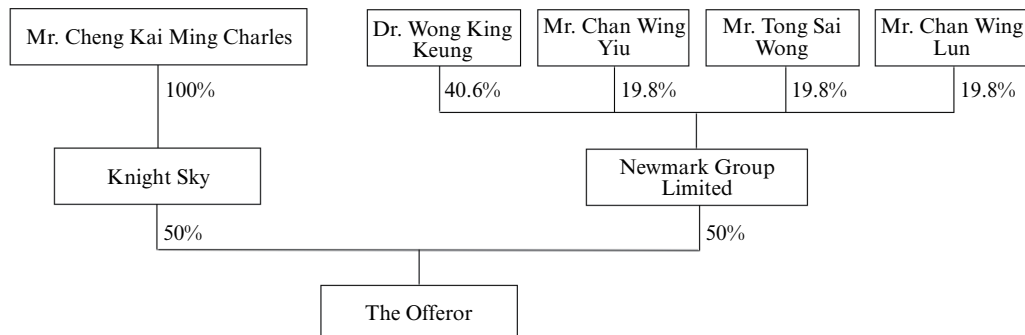 Mr. Cheng Kai Ming Charles
Dr. Wong King
Keung
Mr. Chan Wing
Yiu
Mr. Tong Sai
Wong
Mr. Chan Wing
Lun
100%
40.6%
19.8%
19.8%
19.8%
Knight Sky
Newmark Group
Limited
50%
50%
The Offeror